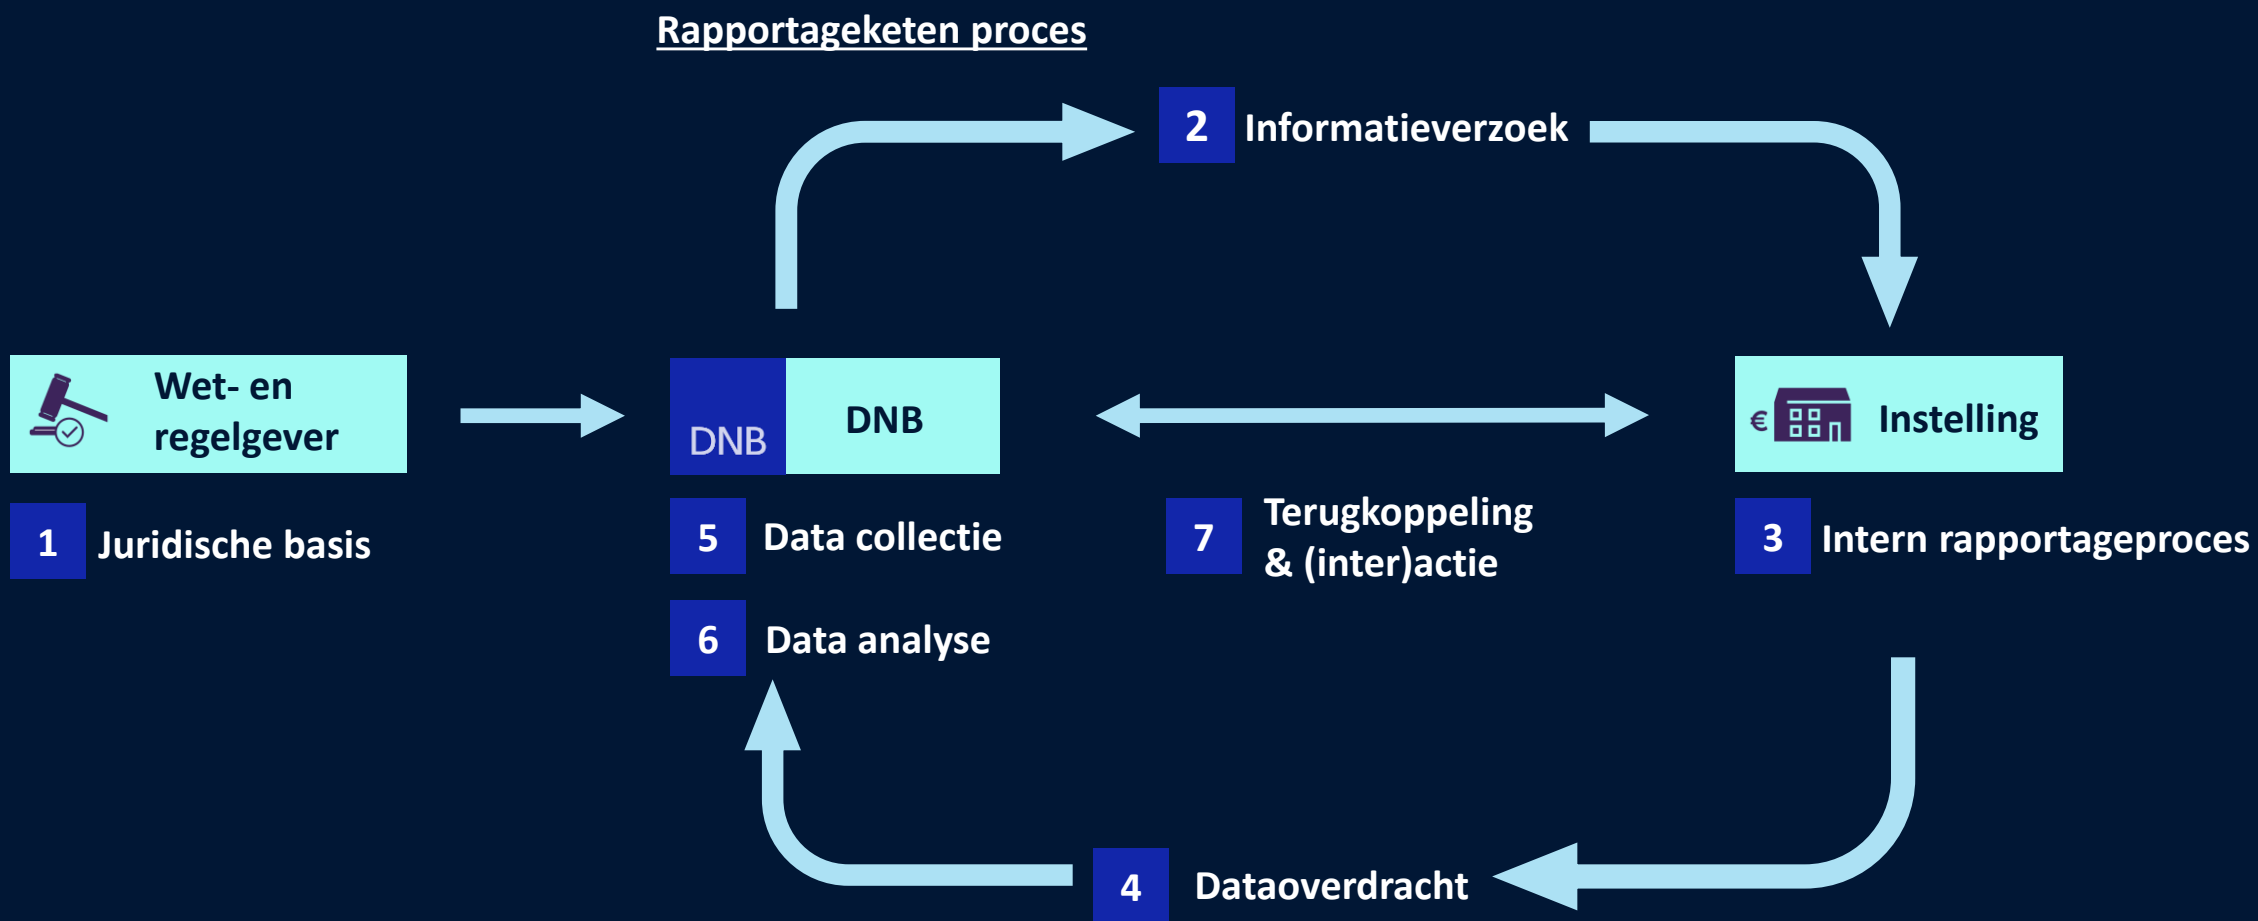 Rapportageketen proces
2 Informatieverzoek
Wet- en
regelgever
DNB
DNB
€
Instelling
1 Juridische basis
5 Data collectie
6 Data analyse
7 Terugkoppeling
& (inter)actie
3 Intern rapportageproces
4 Dataoverdracht